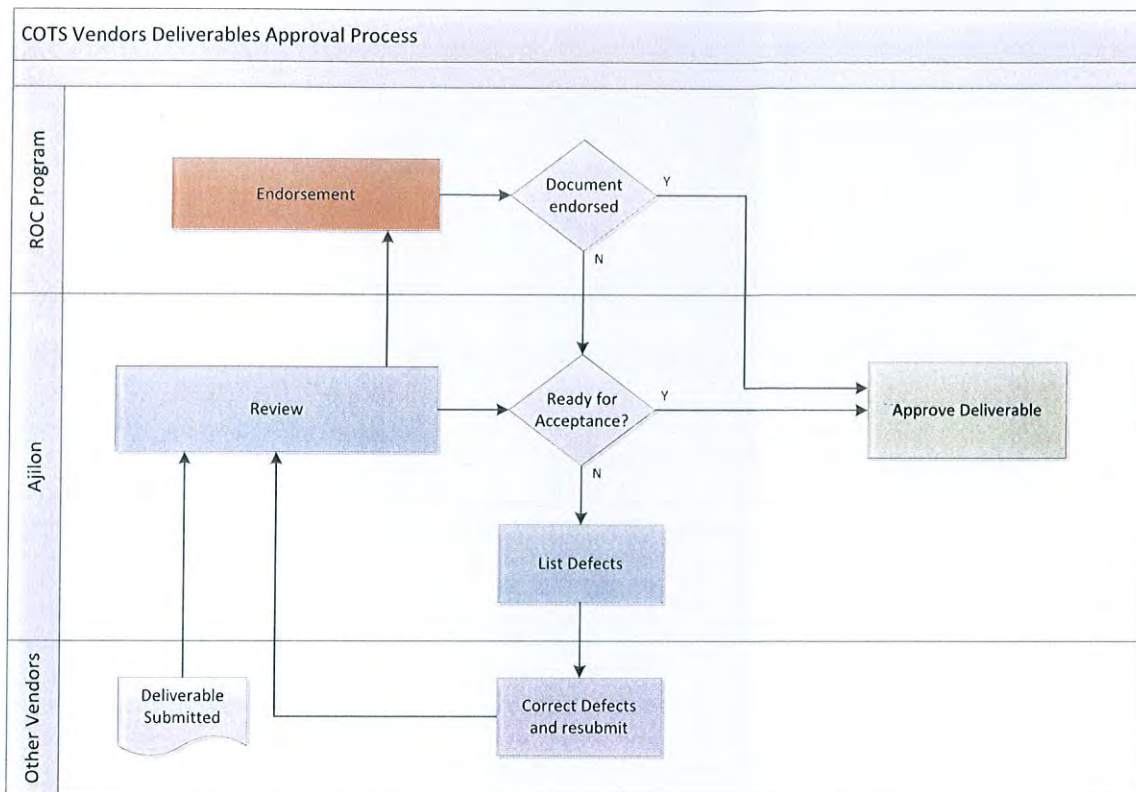 COTS Vendors Deliverables Approval Process
ROC Program
Endorsement
Document
endorsed
Y
N
Ajilon
Review
Ready for
Acceptance?
Y
N
Approve Deliverable
List Defects
Other Vendors
Deliverable
Submitted
Correct Defects
and resubmit